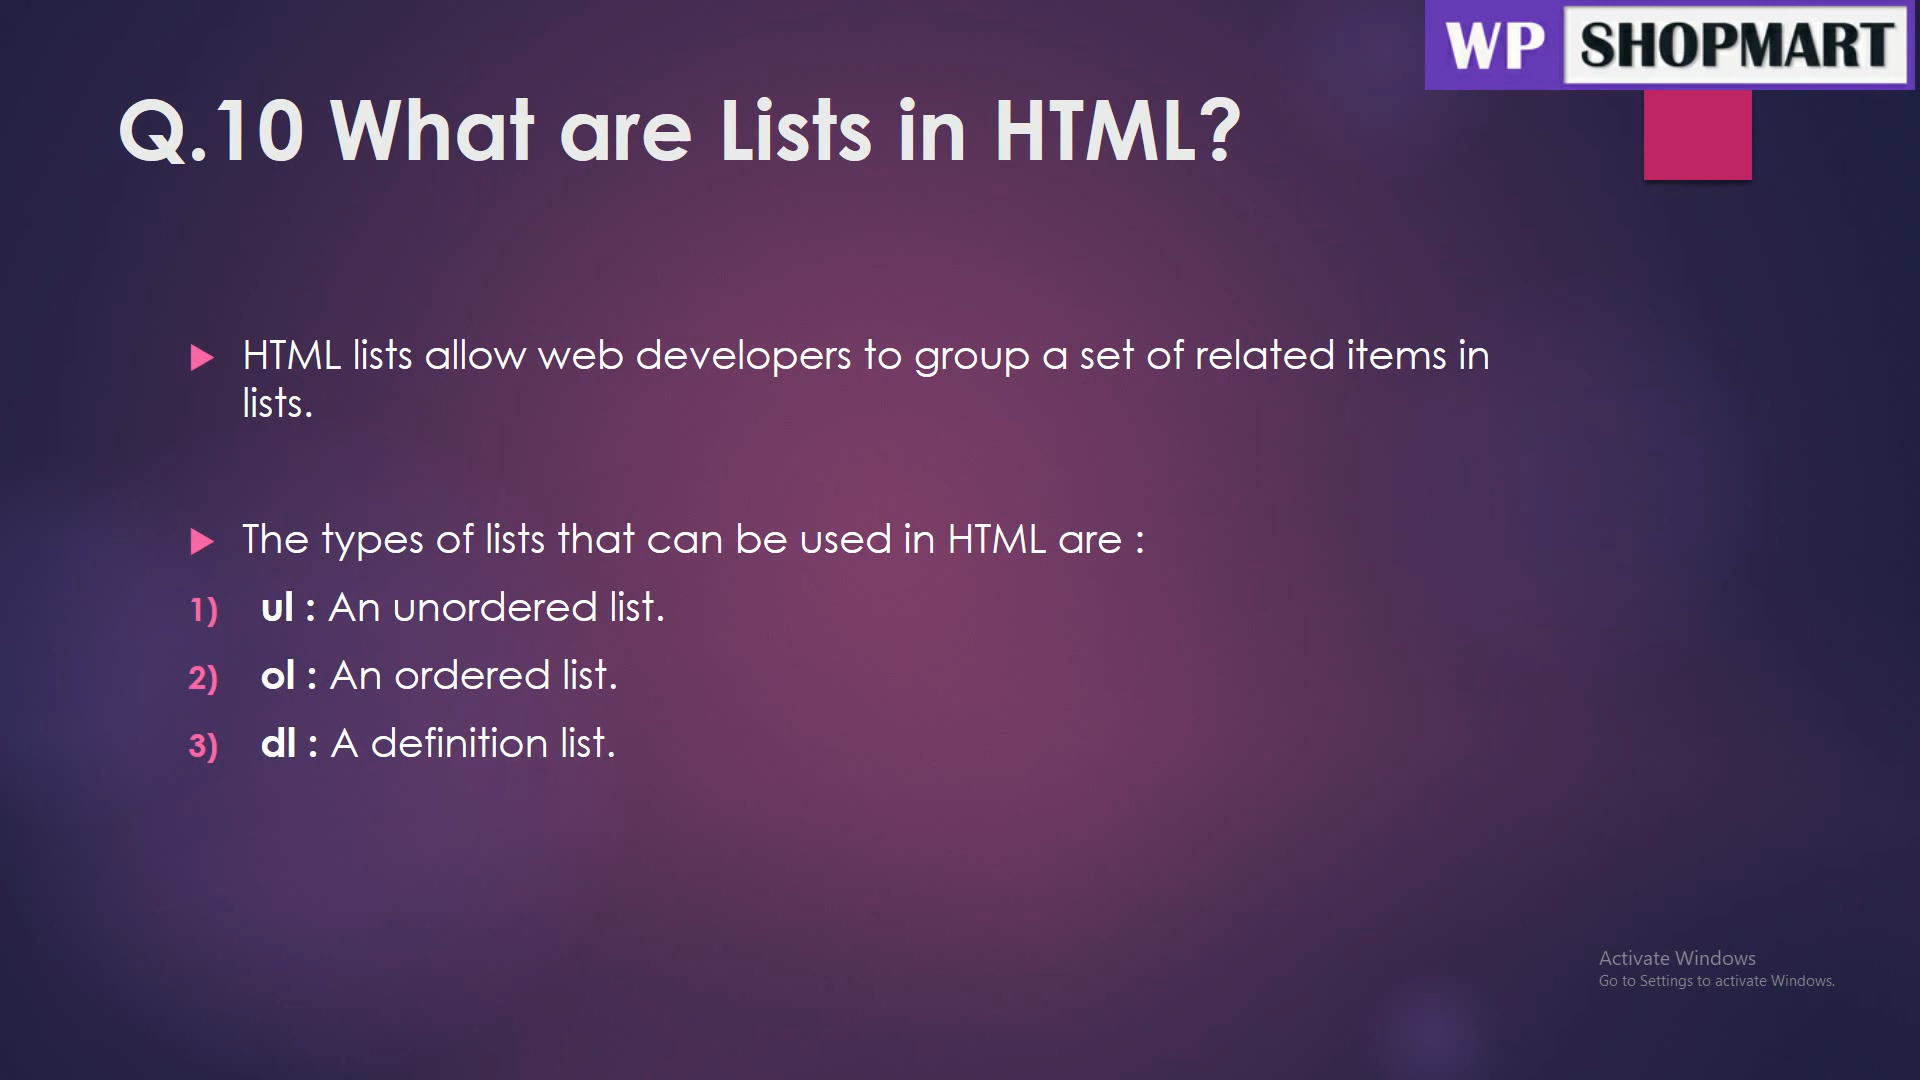 WP SHOPMART
Q.10 What are Lists in HTML?
▶ HTML lists allow web developers to group a set of related items in
lists.
▶ The types of lists that can be used in HTML are :
1) ul : An unordered list.
2) ol : An ordered list.
3) dl : A definition list.
Activate Windows
Go to Settings to activate Windows.